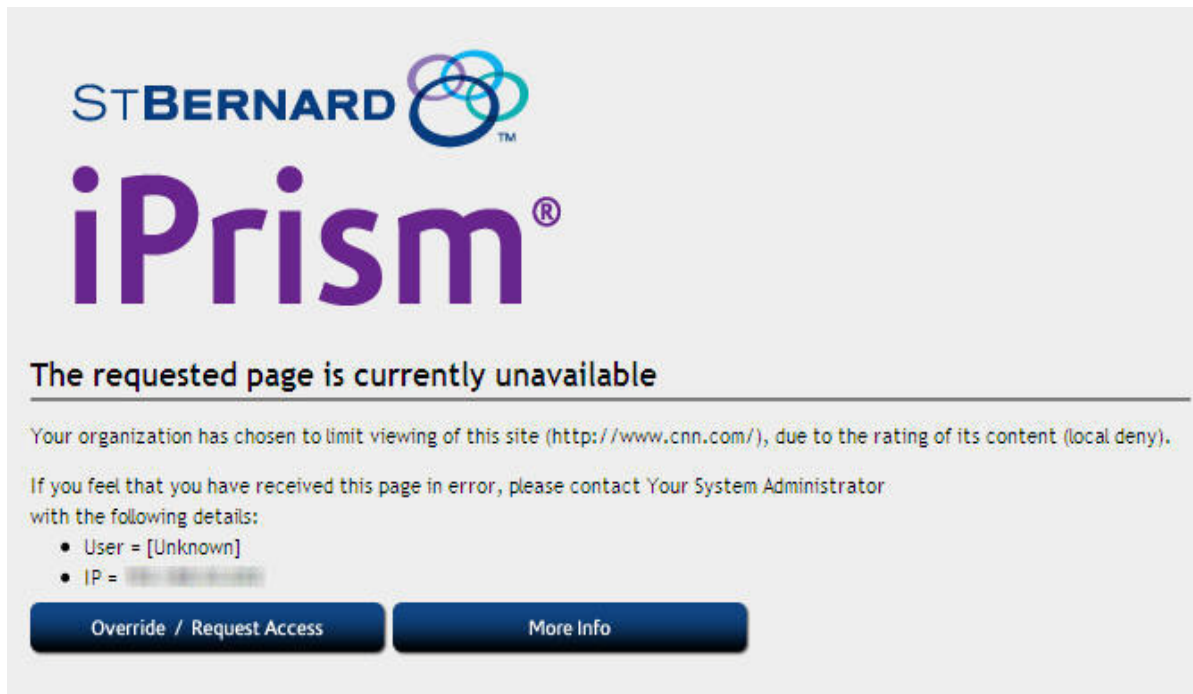 STBERNARD
TM
iPrism®
The requested page is currently unavailable
Your organization has chosen to limit viewing of this site (http://www.cnn.com/), due to the rating of its content (local deny).
If you feel that you have received this page in error, please contact Your System Administrator
with the following details:
• User = [Unknown]
• IP =
Override / Request Access
More Info